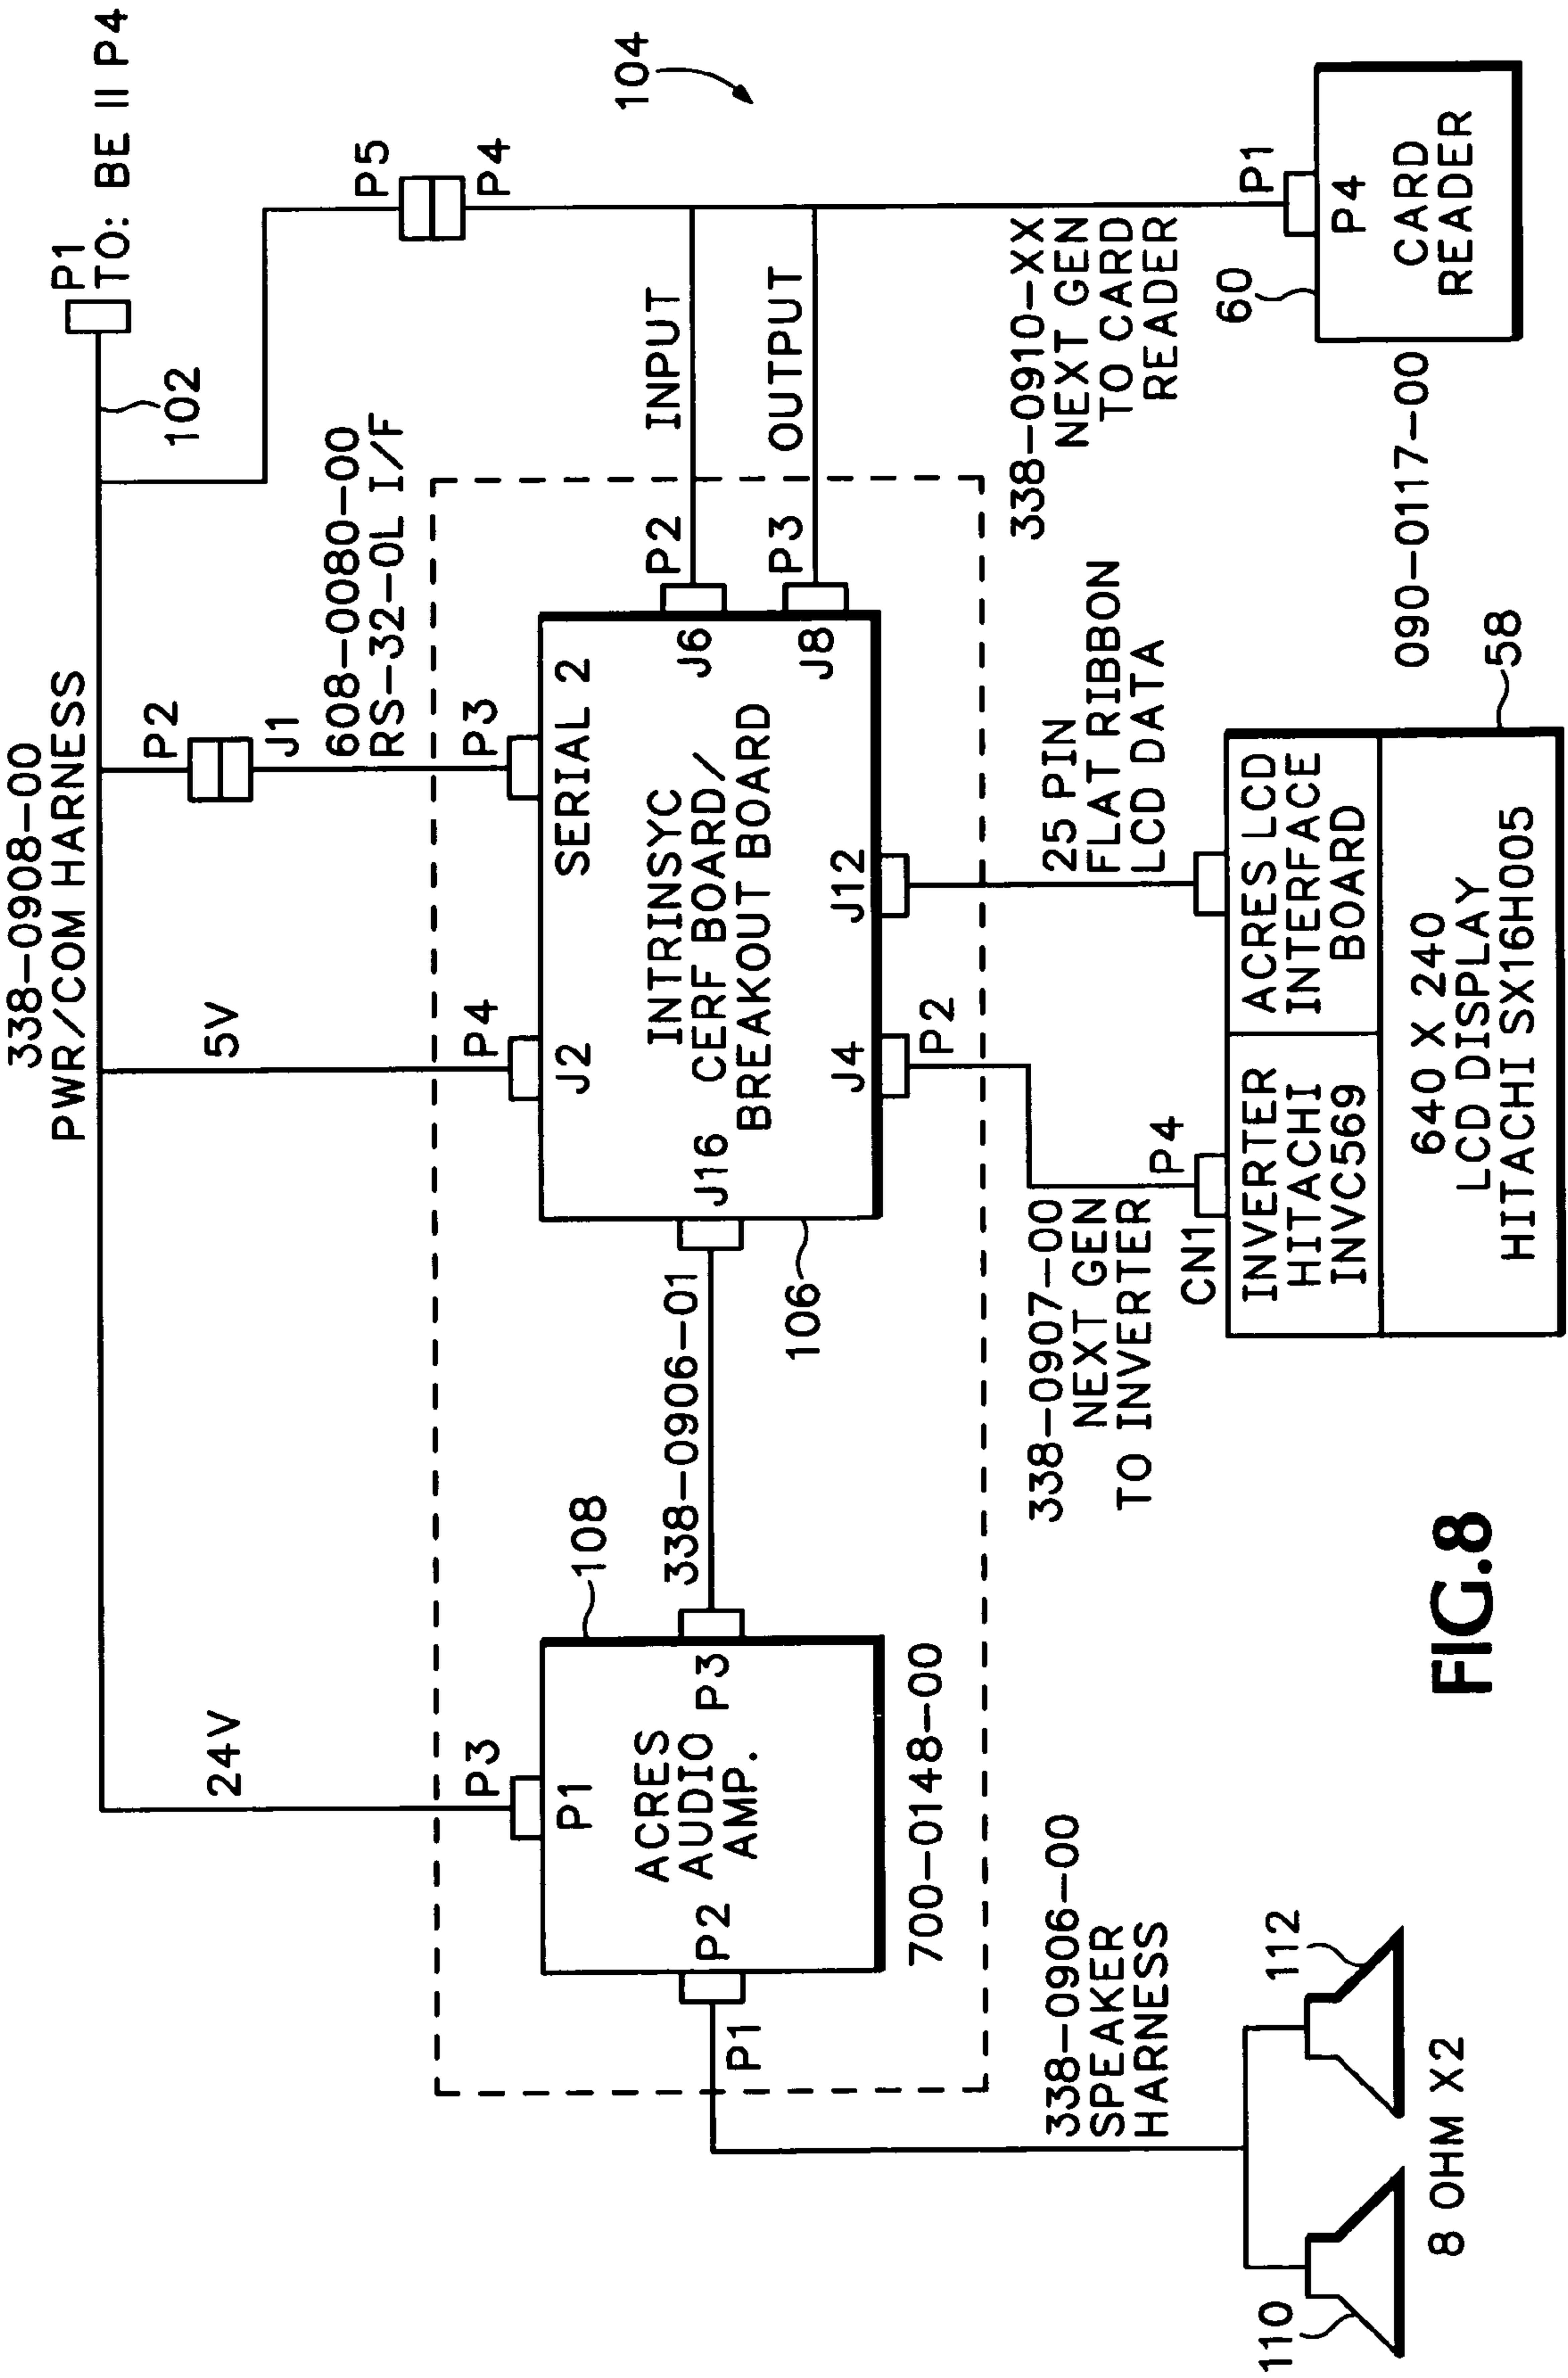 338-0908-00
PWR/COM HARNESS
P1
TO: BE II P4
102
24V
5V
P2
J1
608-0080-00
RS-32-0L I/F
P5
P4
104
P3
P1
ACRES
AUDIO
AMP.
P2
P3
108
700-0148-00
P1
338-0906-01
P4
J2
P3
SERIAL 2
J16
INTRINSYC
CERF BOARD/
BREAKOUT BOARD
J6
J8
J4
J12
106
P2
INPUT
P3
OUTPUT
P2
338-0906-00
SPEAKER
HARNESS
110
112
8 OHM X2
338-0907-00
NEXT GEN
TO INVERTER
25 PIN
FLAT RIBBON
LCD DATA
338-0910-XX
NEXT GEN
TO CARD
READER
CN1
P4
INVERTER
HITACHI
INVC569
ACRES LCD
INTERFACE
BOARD
640 X 240
LCD DISPLAY
HITACHI SX16H005
58
60
P1
P4
CARD
READER
090-0117-00
FIG.8